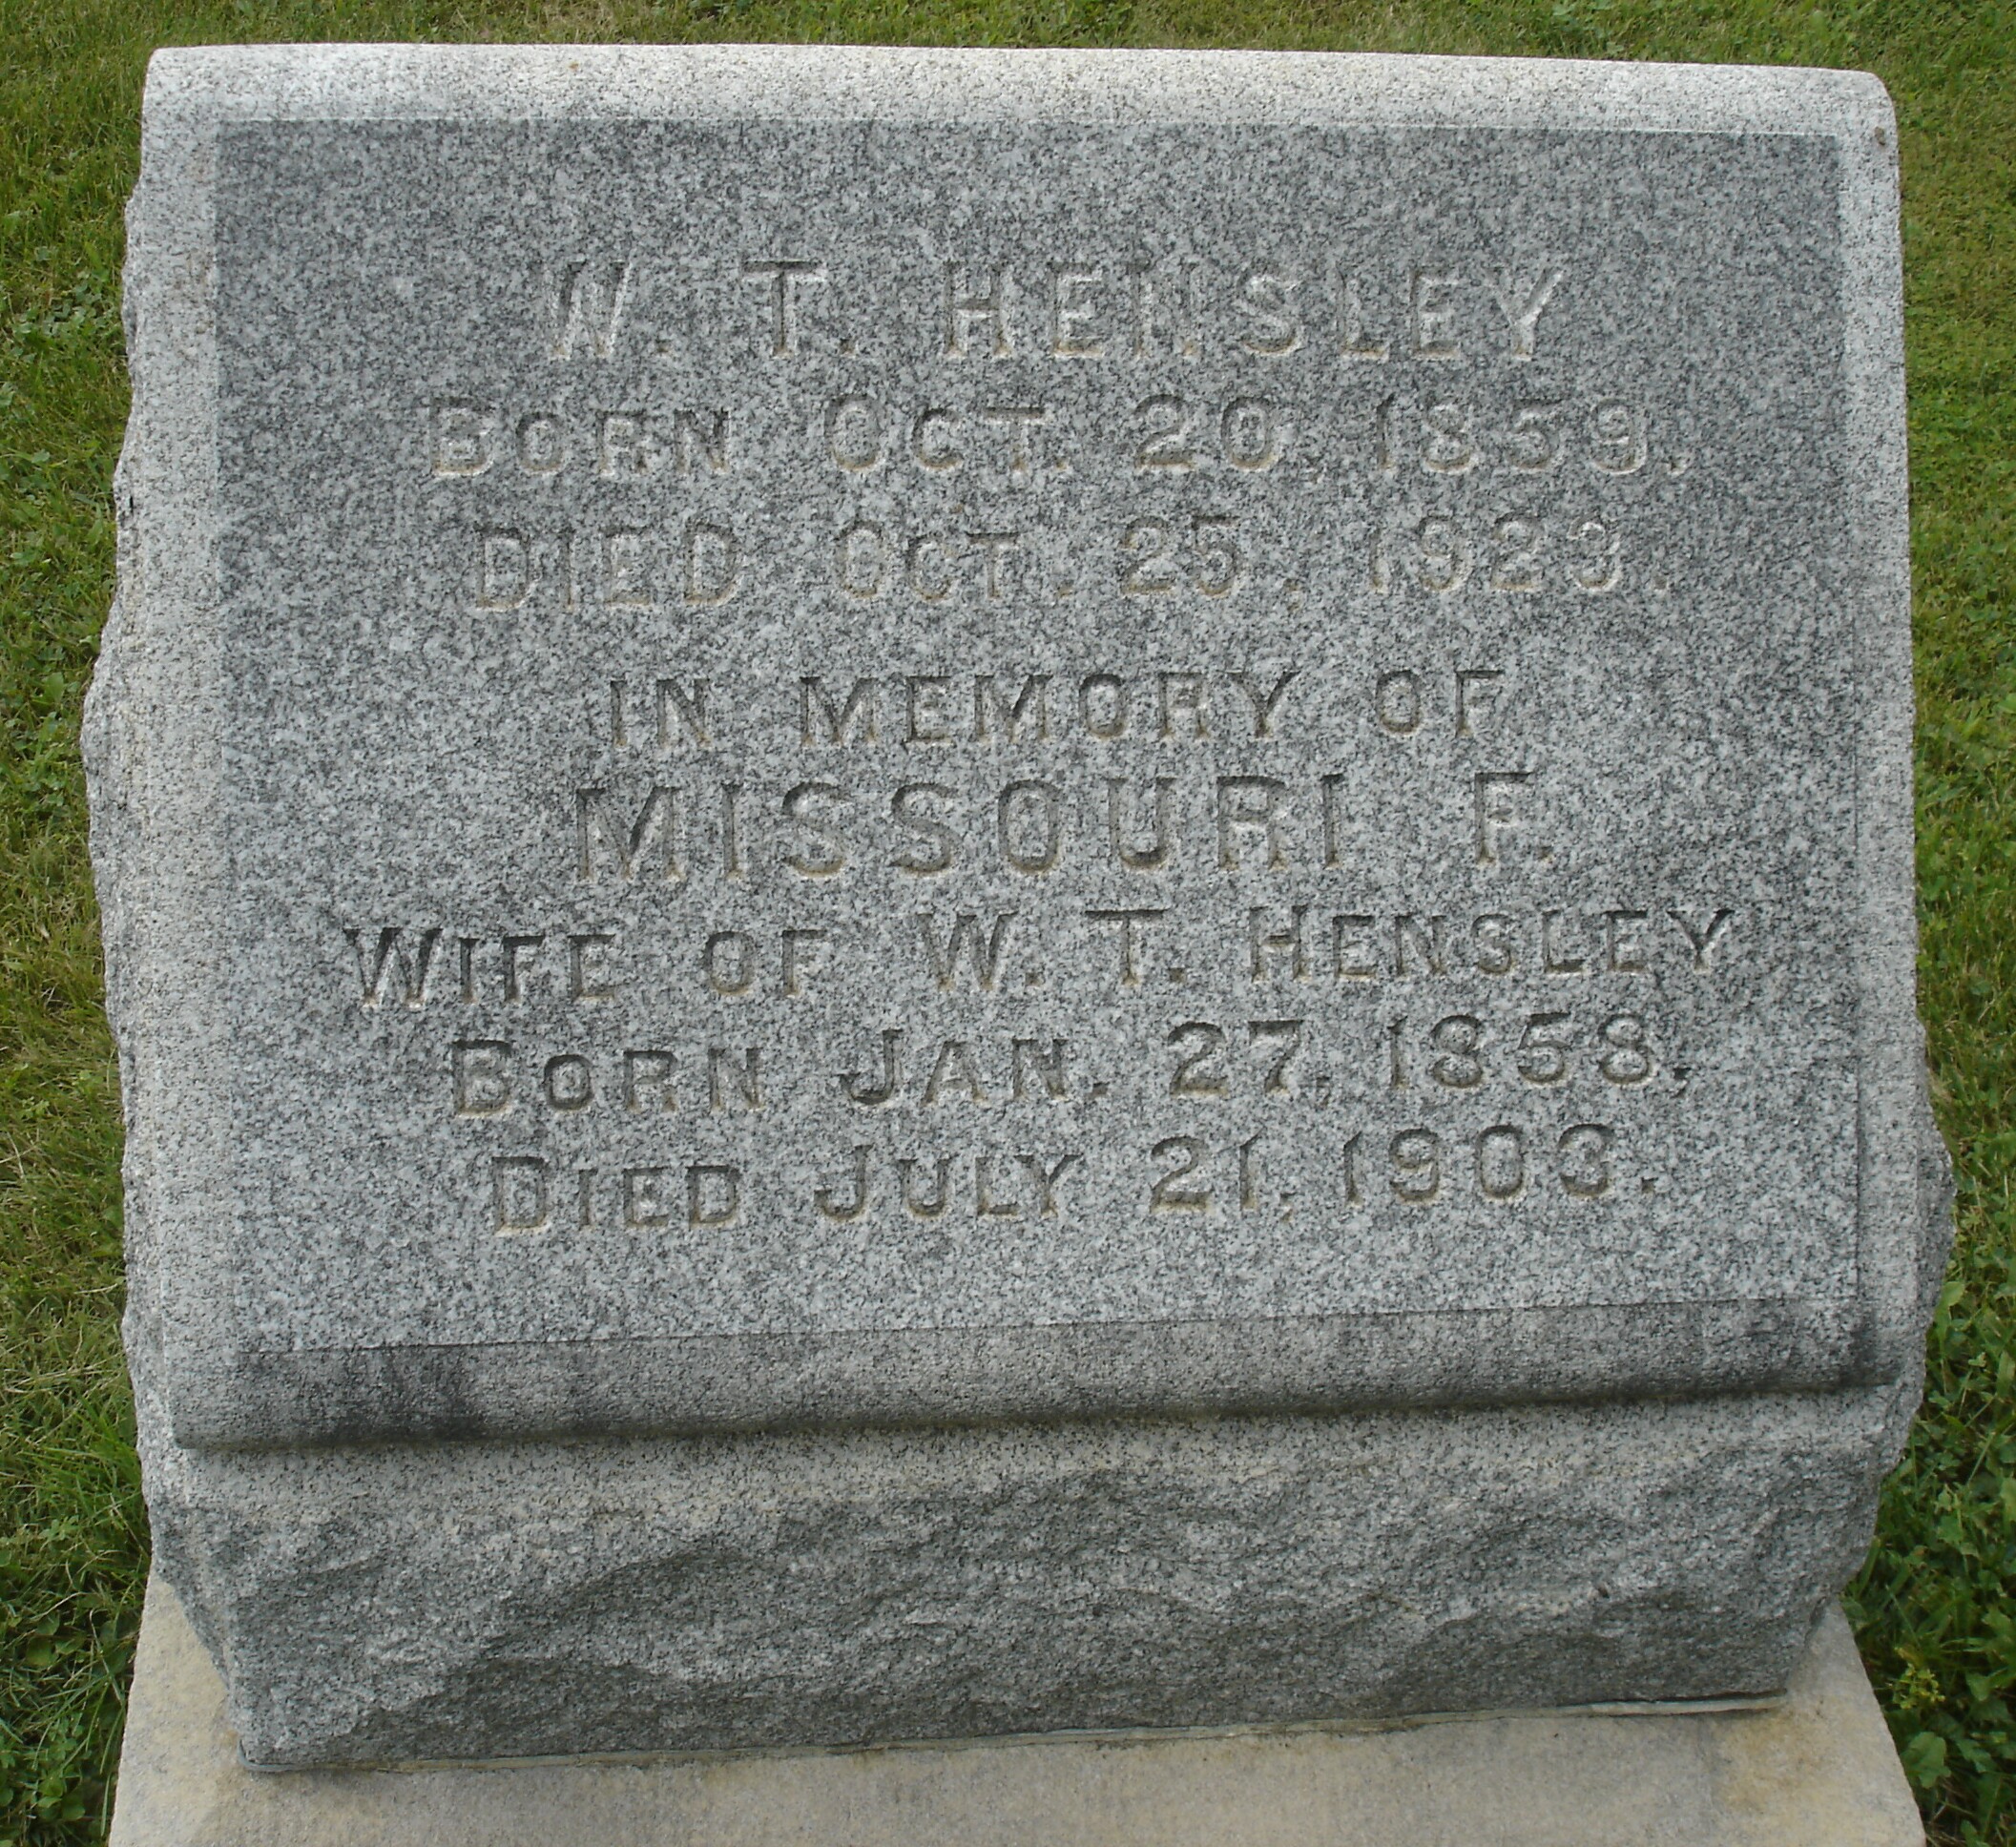 W. T. HENSLEY
BORN OCT. 20, 1859.
DIED OCT. 25, 1923.
IN MEMORY OF
MISSOURI F.
WIFE OF W. T. HENSLEY
BORN JAN. 27, 1858.
DIED JULY 21, 1903.